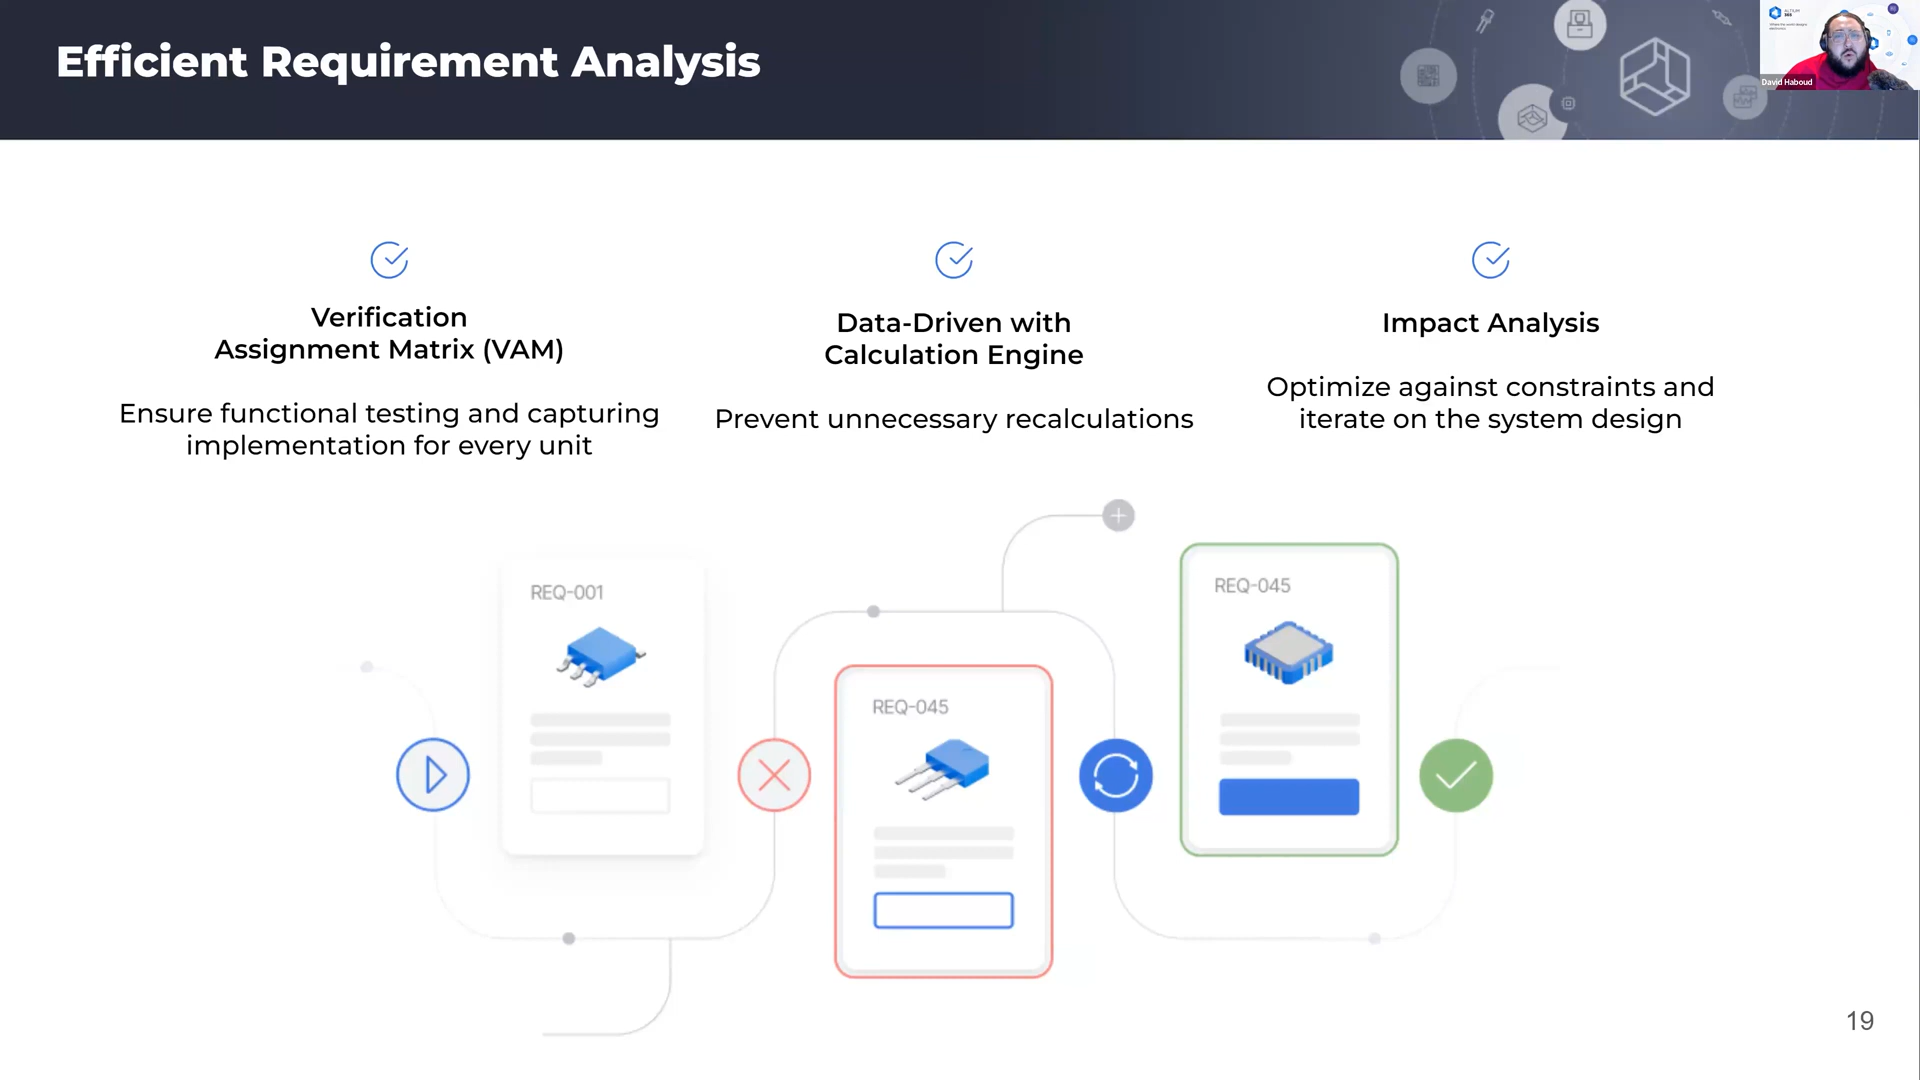 Efficient Requirement Analysis
ALTIUM
365
David Haboud
Verification
Assignment Matrix (VAM)
Ensure functional testing and capturing
implementation for every unit
Data-Driven with
Calculation Engine
Prevent unnecessary recalculations
Impact Analysis
Optimize against constraints and
iterate on the system design
REQ-001
REQ-045
REQ-045
19